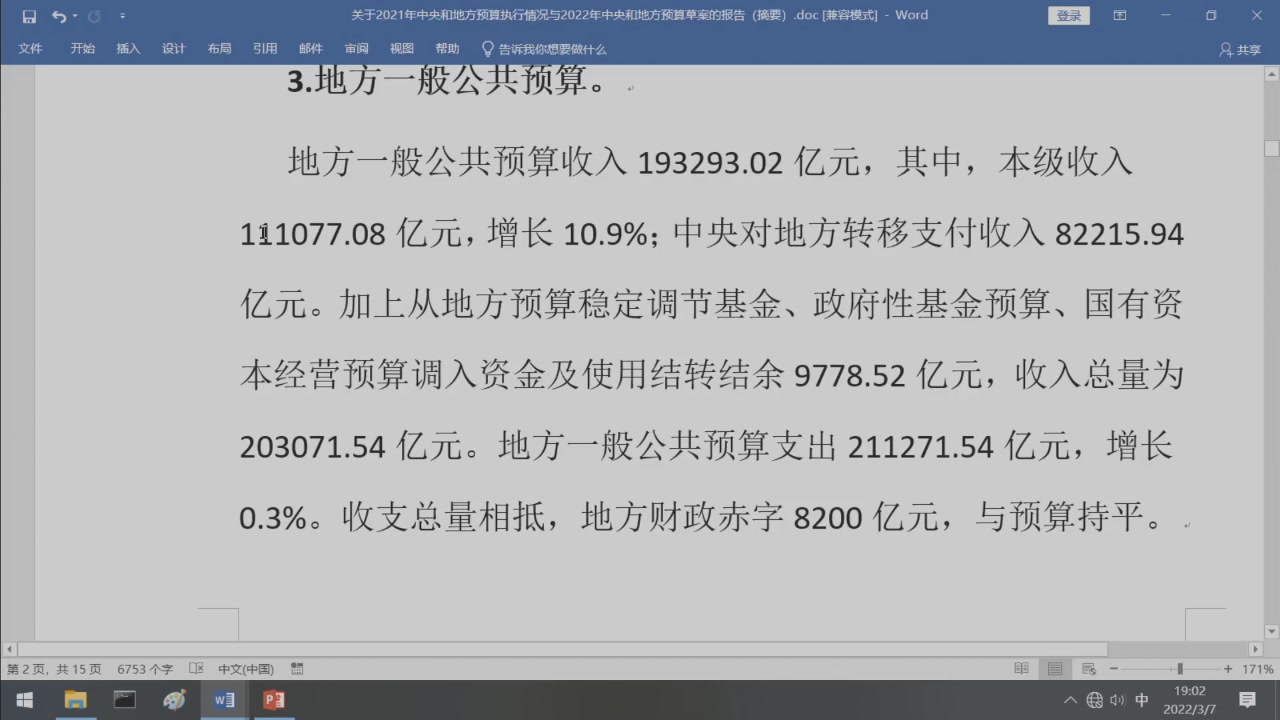 关于2021年中央和地方预算执行情况与2022年中央和地方预算草案的报告（摘要）.doc [兼容模式] - Word
登录
文件 开始 插入 设计 布局 引用 邮件 审阅 视图 帮助 告诉我你想要做什么 共享
3.地方一般公共预算。
地方一般公共预算收入 193293.02 亿元，其中，本级收入
111077.08 亿元，增长 10.9%；中央对地方转移支付收入 82215.94
亿元。加上从地方预算稳定调节基金、政府性基金预算、国有资
本经营预算调入资金及使用结转结余 9778.52 亿元，收入总量为
203071.54 亿元。地方一般公共预算支出 211271.54 亿元，增长
0.3%。收支总量相抵，地方财政赤字 8200 亿元，与预算持平。
第 2 页，共 15 页 6753 个字 中文(中国) 171%
中 19:02
2022/3/7